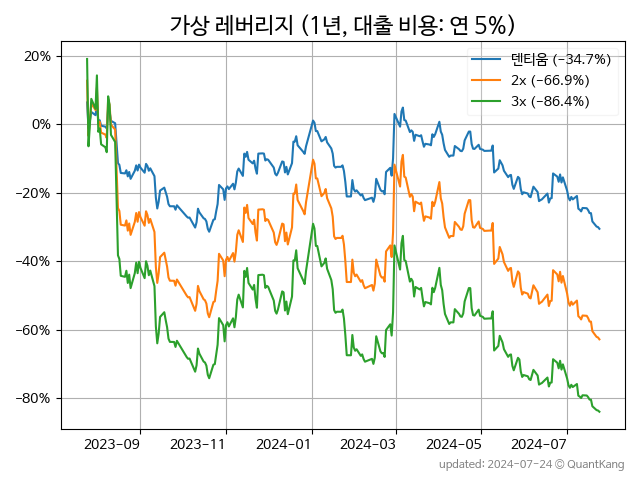 가상 레버리지 (1년, 대출 비용: 연 5%)
20%
0%
−20%
−40%
−60%
−80%
덴티움 (−34.7%)
2x (−66.9%)
3x (−86.4%)
2023-09
2023-11
2024-01
2024-03
2024-05
2024-07
updated: 2024-07-24 © QuantKang